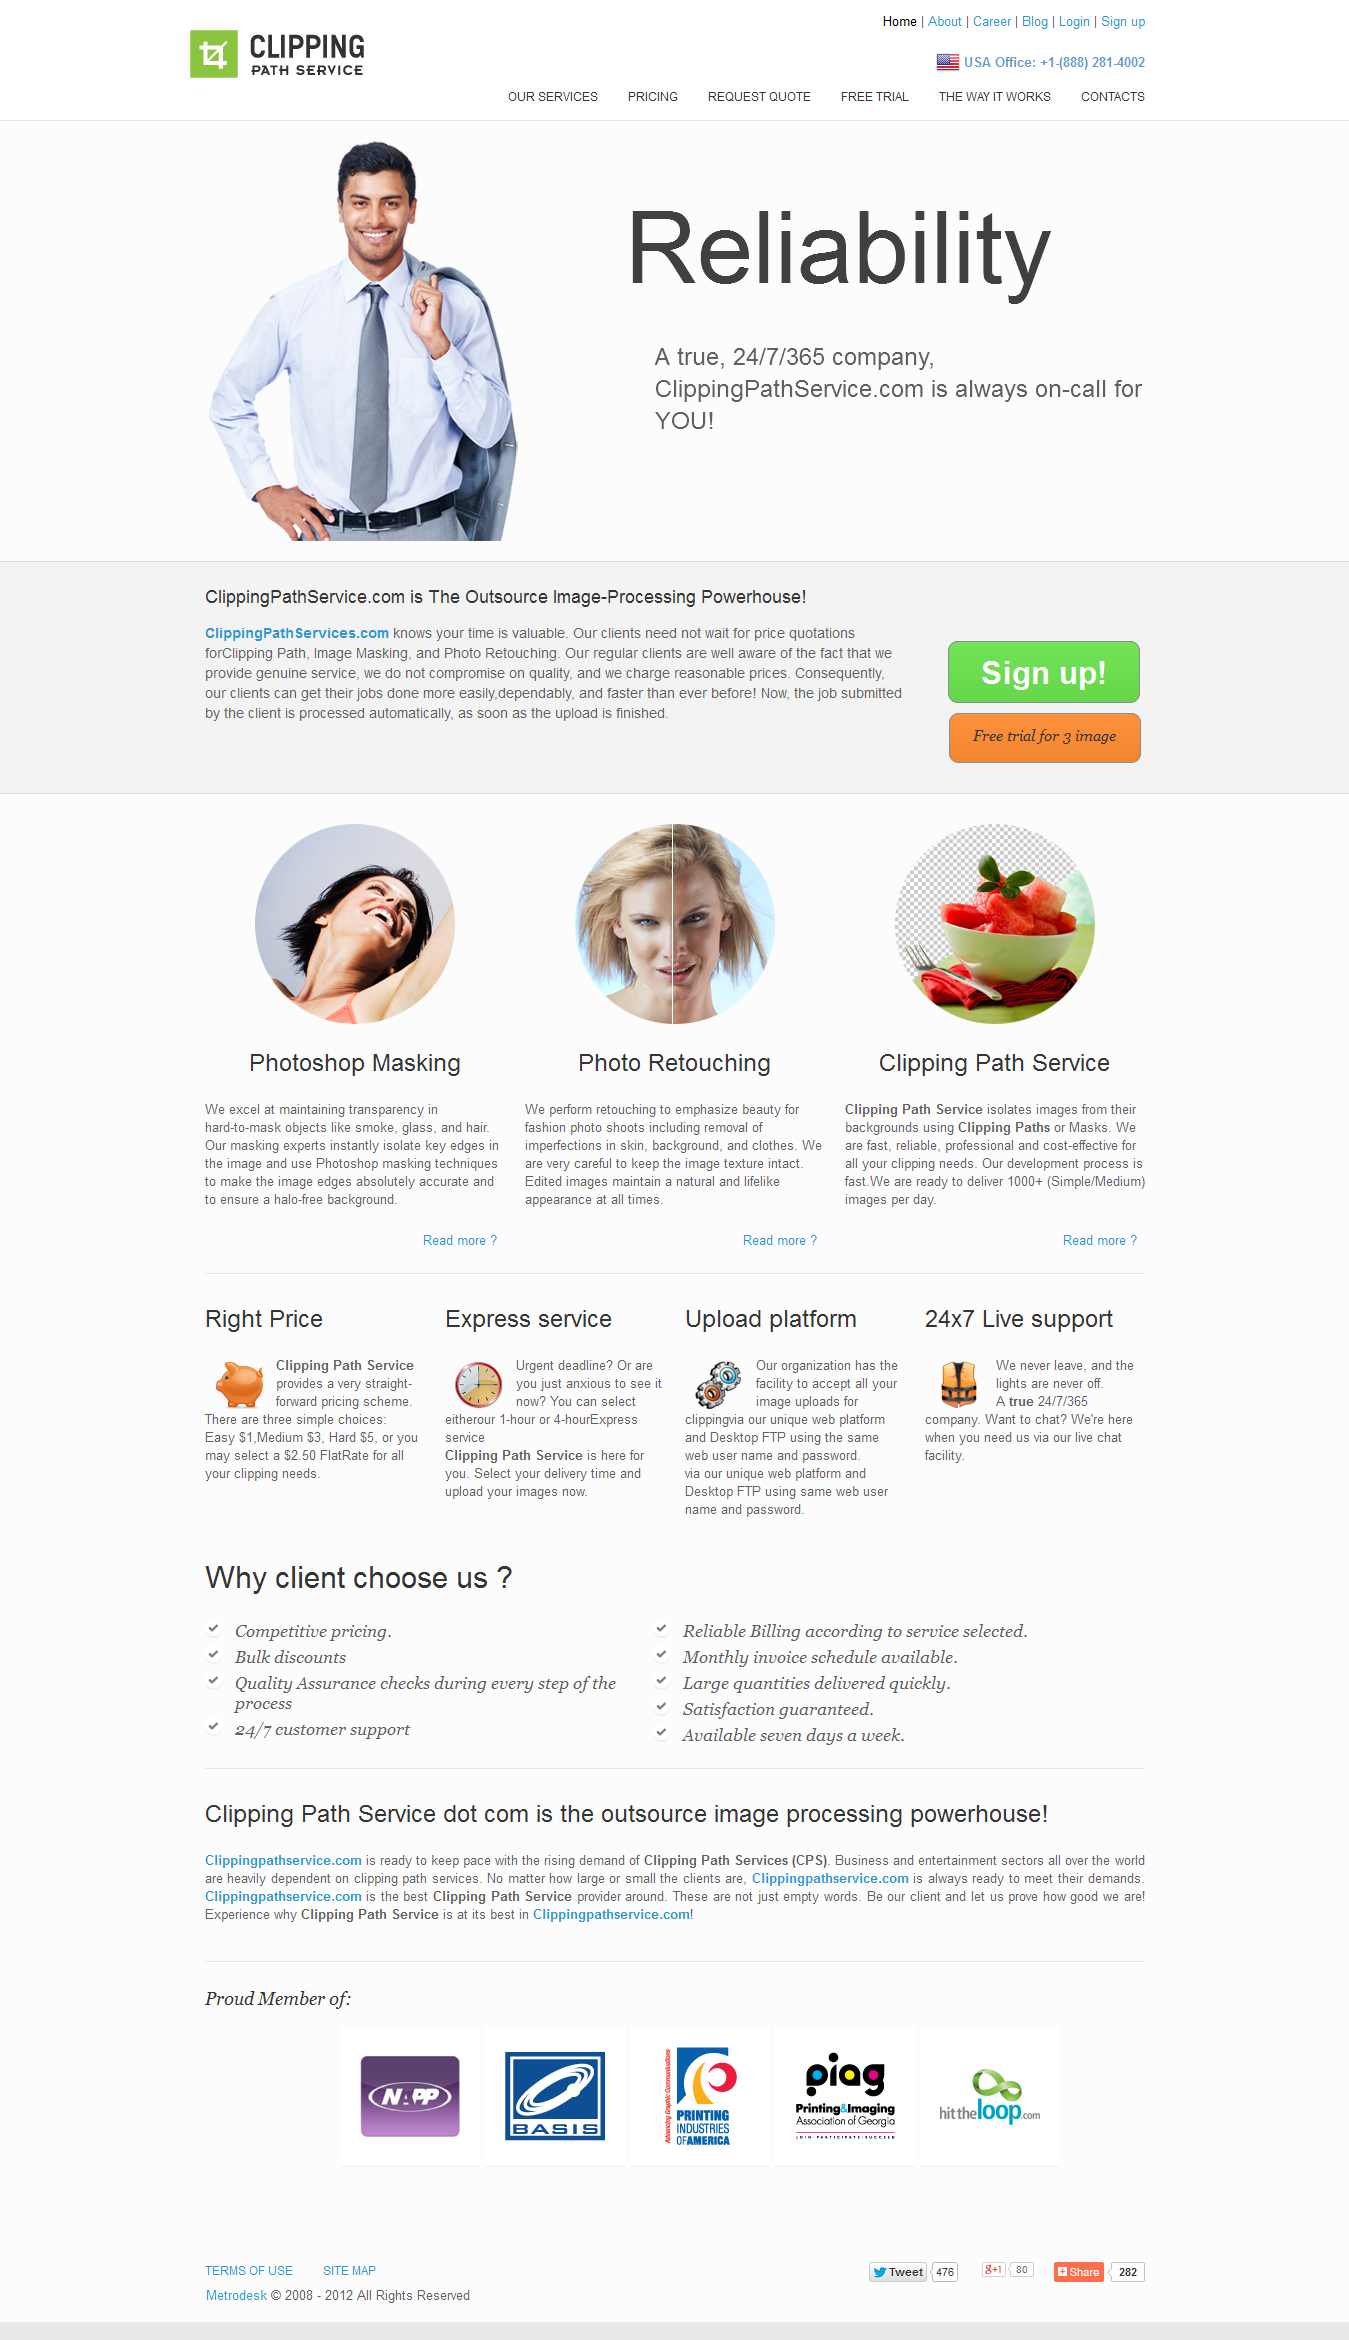 Home | About | Career | Blog | Login | Sign up
CLIPPING
PATH SERVICE
USA Office: +1-(888) 281-4002
OUR SERVICES PRICING REQUEST QUOTE FREE TRIAL THE WAY IT WORKS CONTACTS
Reliability
A true, 24/7/365 company,
ClippingPathService.com is always on-call for
YOU!
ClippingPathService.com is The Outsource Image-Processing Powerhouse!
ClippingPathServices.com knows your time is valuable. Our clients need not wait for price quotations
forClipping Path, Image Masking, and Photo Retouching. Our regular clients are well aware of the fact that we
provide genuine service, we do not compromise on quality, and we charge reasonable prices. Consequently,
our clients can get their jobs done more easily,dependably, and faster than ever before! Now, the job submitted
by the client is processed automatically, as soon as the upload is finished.
Sign up!
Free trial for 3 image
Photoshop Masking
We excel at maintaining transparency in
hard-to-mask objects like smoke, glass, and hair.
Our masking experts instantly isolate key edges in
the image and use Photoshop masking techniques
to make the image edges absolutely accurate and
to ensure a halo-free background.
Read more ?
Photo Retouching
We perform retouching to emphasize beauty for
fashion photo shoots including removal of
imperfections in skin, background, and clothes. We
are very careful to keep the image texture intact.
Edited images maintain a natural and lifelike
appearance at all times.
Read more ?
Clipping Path Service
Clipping Path Service isolates images from their
backgrounds using Clipping Paths or Masks. We
are fast, reliable, professional and cost-effective for
all your clipping needs. Our development process is
fast.We are ready to deliver 1000+ (Simple/Medium)
images per day.
Read more ?
Right Price
Clipping Path Service
provides a very straight-
forward pricing scheme.
There are three simple choices:
Easy $1,Medium $3, Hard $5, or you
may select a $2.50 FlatRate for all
your clipping needs.
Express service
Urgent deadline? Or are
you just anxious to see it
now? You can select
eitherour 1-hour or 4-hourExpress
service
Clipping Path Service is here for
you. Select your delivery time and
upload your images now.
Upload platform
Our organization has the
facility to accept all your
image uploads for
clippingvia our unique web platform
and Desktop FTP using the same
web user name and password.
via our unique web platform and
Desktop FTP using same web user
name and password.
24x7 Live support
We never leave, and the
lights are never off.
A true 24/7/365
company. Want to chat? We're here
when you need us via our live chat
facility.
Why client choose us ?
Competitive pricing.
Bulk discounts
Quality Assurance checks during every step of the
process
24/7 customer support
Reliable Billing according to service selected.
Monthly invoice schedule available.
Large quantities delivered quickly.
Satisfaction guaranteed.
Available seven days a week.
Clipping Path Service dot com is the outsource image processing powerhouse!
Clippingpathservice.com is ready to keep pace with the rising demand of Clipping Path Services (CPS). Business and entertainment sectors all over the world
are heavily dependent on clipping path services. No matter how large or small the clients are, Clippingpathservice.com is always ready to meet their demands.
Clippingpathservice.com is the best Clipping Path Service provider around. These are not just empty words. Be our client and let us prove how good we are!
Experience why Clipping Path Service is at its best in Clippingpathservice.com!
Proud Member of:
NAPP
BASIS
Advancing Graphic Communications
PRINTING
INDUSTRIES
OF AMERICA
piag
Printing&Imaging
Association of Georgia
JOIN•PARTICIPATE•SUCCEED
hit the loop.com
TERMS OF USE SITE MAP
Metrodesk © 2008 - 2012 All Rights Reserved
Tweet 476
g+1 80
Share 282